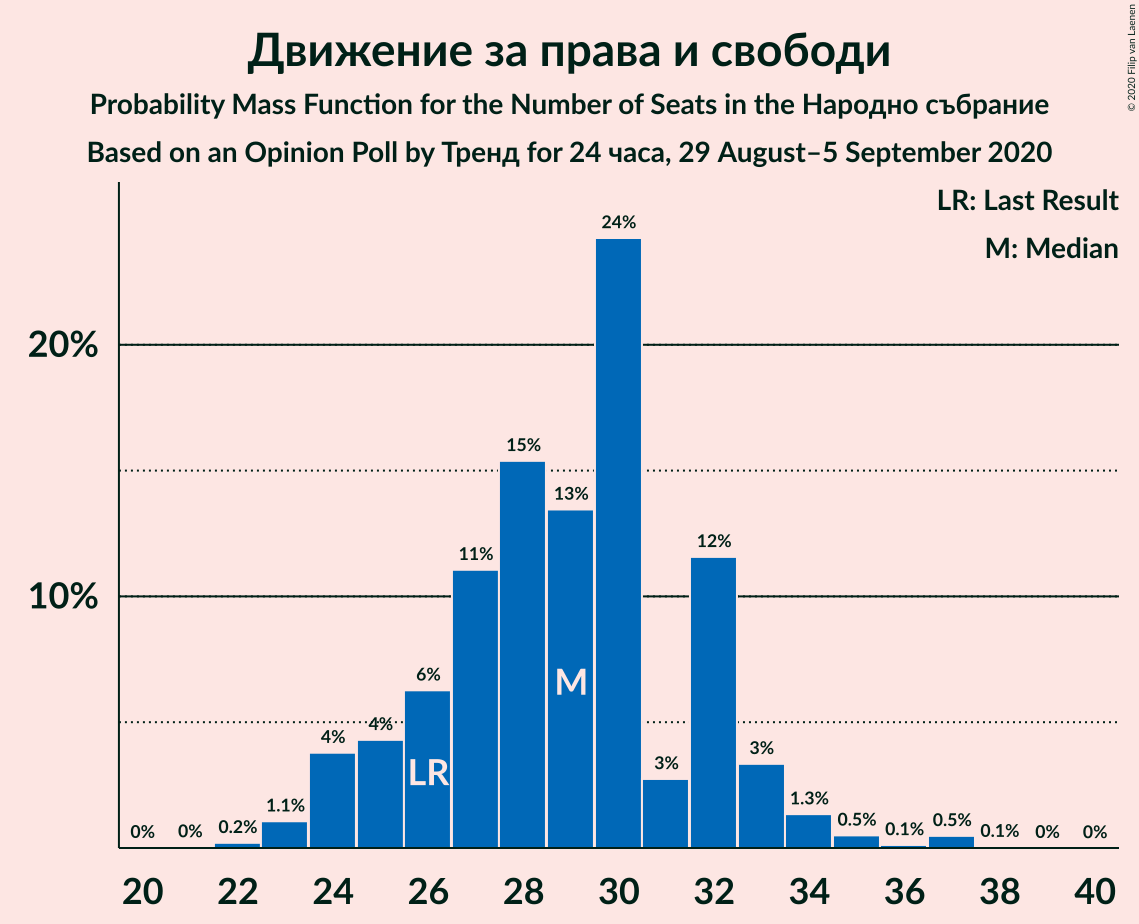 Движение за права и свободи
Probability Mass Function for the Number of Seats in the Народно събрание
Based on an Opinion Poll by Тренд for 24 часа, 29 August–5 September 2020
© 2020 Filip van Laenen
LR: Last Result
M: Median
20%
10%
0%
0%
0.2%
1.1%
4%
4%
6%
11%
15%
13%
24%
3%
12%
3%
1.3%
0.5%
0.1%
0.5%
0.1%
0%
0%
LR
M
20 22 24 26 28 30 32 34 36 38 40